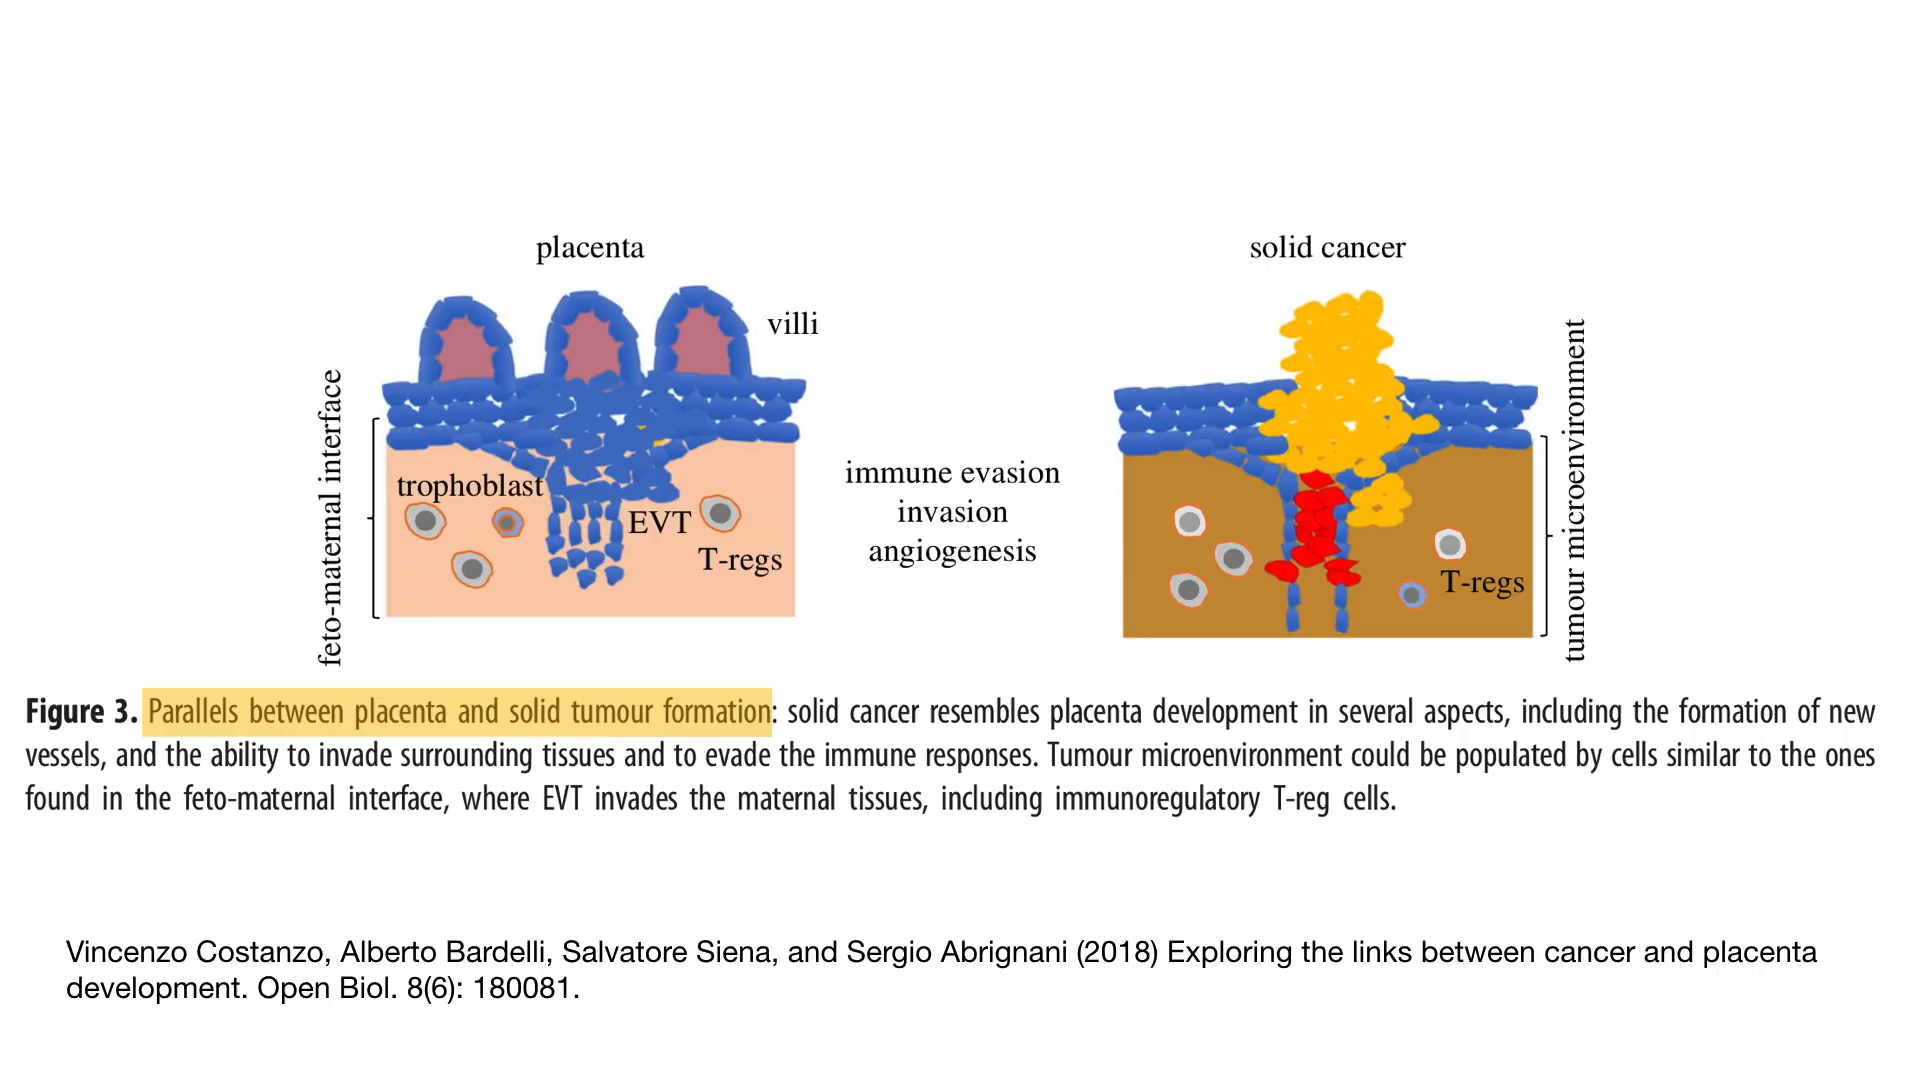 placenta
solid cancer
villi
feto-maternal interface
trophoblast
EVT
T-regs
immune evasion
invasion
angiogenesis
T-regs
tumour microenvironment
Figure 3. Parallels between placenta and solid tumour formation: solid cancer resembles placenta development in several aspects, including the formation of new
vessels, and the ability to invade surrounding tissues and to evade the immune responses. Tumour microenvironment could be populated by cells similar to the ones
found in the feto-maternal interface, where EVT invades the maternal tissues, including immunoregulatory T-reg cells.
Vincenzo Costanzo, Alberto Bardelli, Salvatore Siena, and Sergio Abrignani (2018) Exploring the links between cancer and placenta
development. Open Biol. 8(6): 180081.